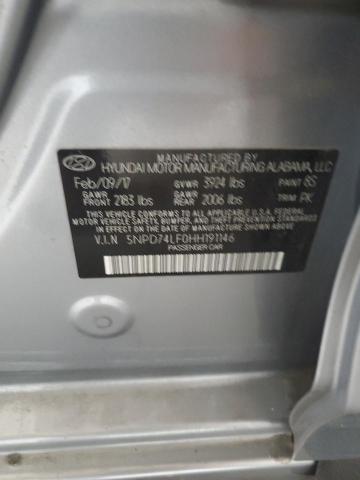 MANUFACTURED BY
HYUNDAI MOTOR MANUFACTURING ALABAMA, LLC
Feb/09/17 GVWR 3924 lbs PAINT 8S
GAWR FRONT 2183 lbs GAWR REAR 2006 lbs TRIM PK
THIS VEHICLE CONFORMS TO ALL APPLICABLE U.S. FEDERAL
MOTOR VEHICLE SAFETY, BUMPER, AND THEFT PREVENTION
STANDARDS IN EFFECT ON THE DATE OF MANUFACTURE SHOWN ABOVE.
V.I.N 5NPD74LF0HH191146
PASSENGER CAR